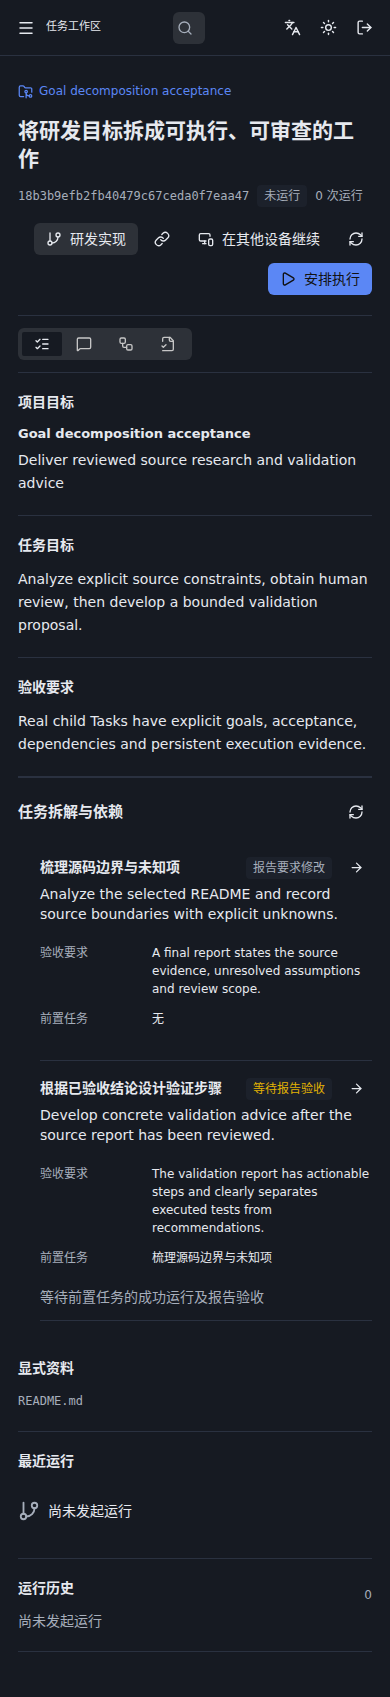 任务工作区
Goal decomposition acceptance
将研发目标拆成可执行、可审查的工
作
18b3b9efb2fb40479c67ceda0f7eaa47 未运行 0 次运行
研发实现 在其他设备继续
安排执行
项目目标
Goal decomposition acceptance
Deliver reviewed source research and validation
advice
任务目标
Analyze explicit source constraints, obtain human
review, then develop a bounded validation
proposal.
验收要求
Real child Tasks have explicit goals, acceptance,
dependencies and persistent execution evidence.
任务拆解与依赖
梳理源码边界与未知项 报告要求修改
Analyze the selected README and record
source boundaries with explicit unknowns.
验收要求 A final report states the source
evidence, unresolved assumptions
and review scope.
前置任务 无
根据已验收结论设计验证步骤 等待报告验收
Develop concrete validation advice after the
source report has been reviewed.
验收要求 The validation report has actionable
steps and clearly separates
executed tests from
recommendations.
前置任务 梳理源码边界与未知项
等待前置任务的成功运行及报告验收
显式资料
README.md
最近运行
尚未发起运行
运行历史 0
尚未发起运行